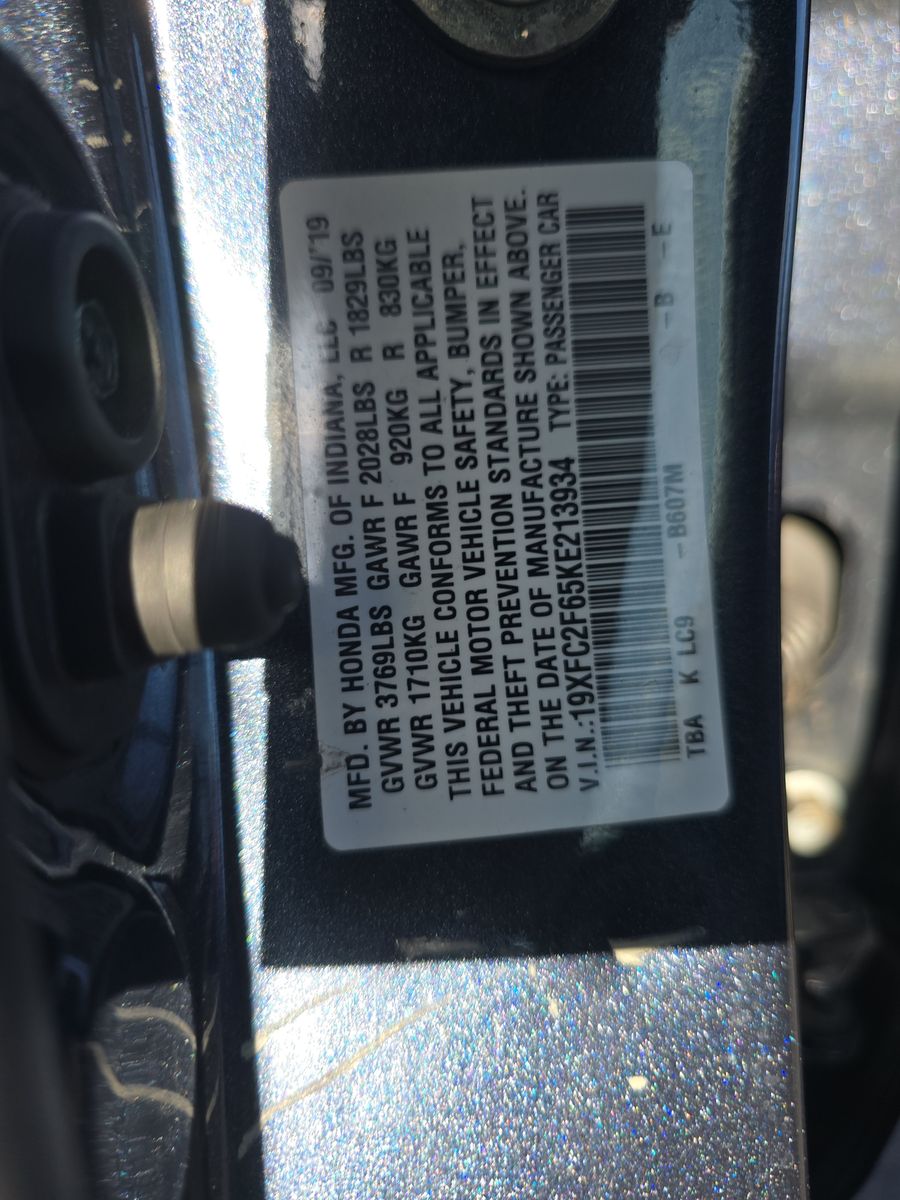 MFD. BY HONDA MFG. OF INDIANA, LLC 09/'19
GVWR 3769LBS GAWR F 2028LBS R 1829LBS
GVWR 1710KG GAWR F 920KG R 830KG
THIS VEHICLE CONFORMS TO ALL APPLICABLE
FEDERAL MOTOR VEHICLE SAFETY, BUMPER,
AND THEFT PREVENTION STANDARDS IN EFFECT
ON THE DATE OF MANUFACTURE SHOWN ABOVE.
V.I.N.:19XFC2F65KE213934 TYPE: PASSENGER CAR
TBA K LC9 -B607M -B -E